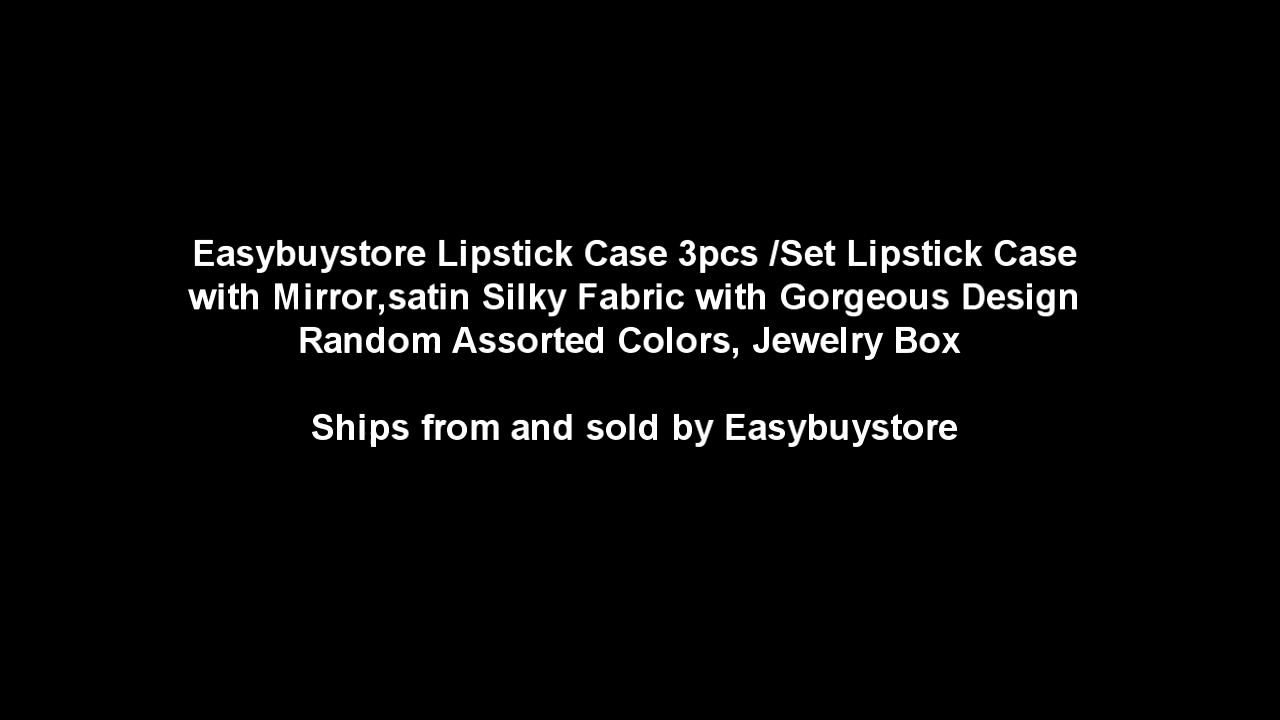 Easybuystore Lipstick Case 3pcs /Set Lipstick Case
with Mirror,satin Silky Fabric with Gorgeous Design
Random Assorted Colors, Jewelry Box
Ships from and sold by Easybuystore